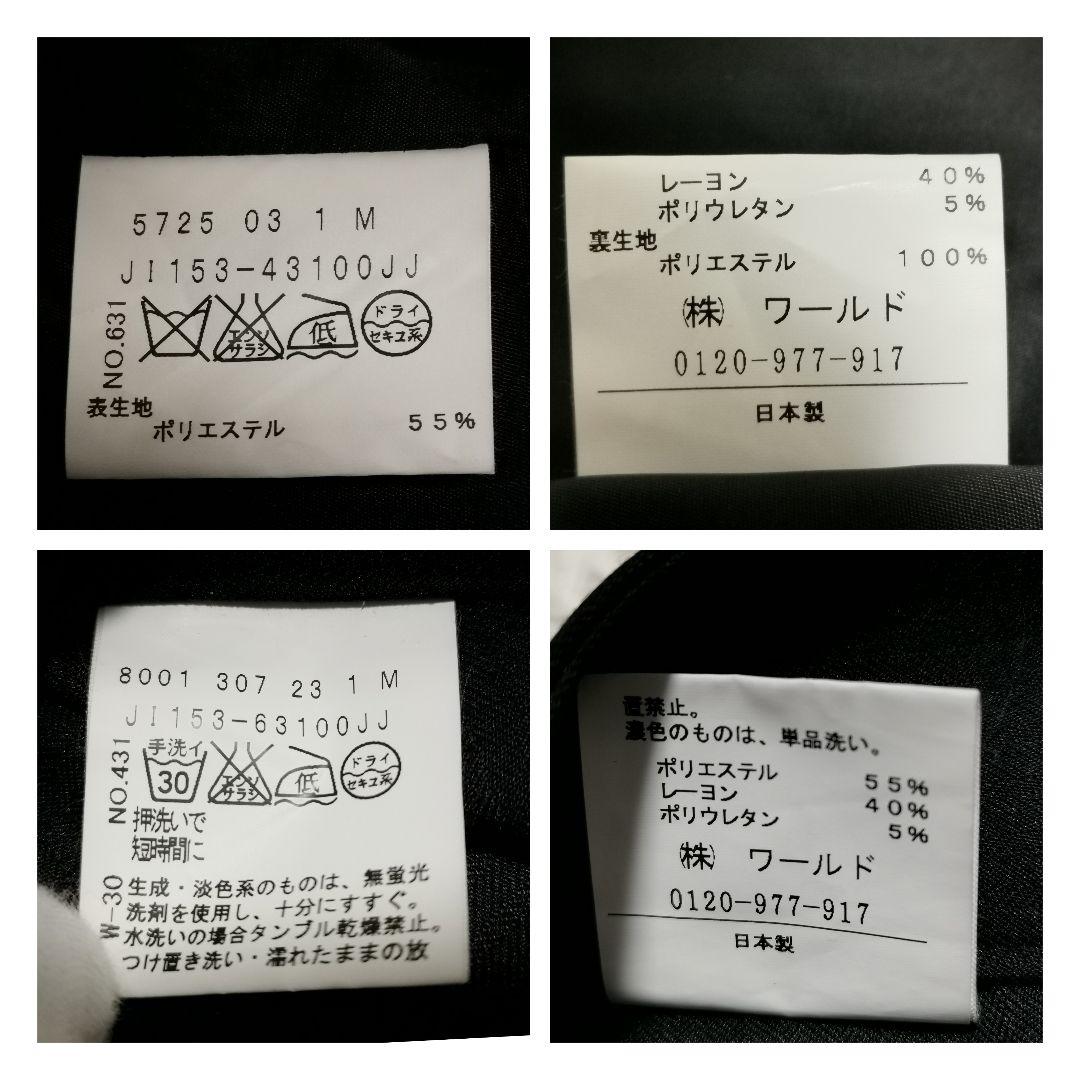 5725 03 1 M
JI153-43100JJ
NO.631
エンソ
サラシ
低
ドライ
セキユ系
表生地
ポリエステル 55%
レーヨン 40%
ポリウレタン 5%
裏生地
ポリエステル 100%
㈱ ワールド
0120-977-917
日本製
8001 307 23 1 M
JI153-63100JJ
NO.431
手洗イ
30
エンソ
サラシ
低
ドライ
セキユ系
押洗いで
短時間に
W-30
生成・淡色系のものは、無蛍光
洗剤を使用し、十分にすすぐ。
水洗いの場合タンブル乾燥禁止。
つけ置き洗い・濡れたままの放
置禁止。
濃色のものは、単品洗い。
ポリエステル 55%
レーヨン 40%
ポリウレタン 5%
㈱ ワールド
0120-977-917
日本製